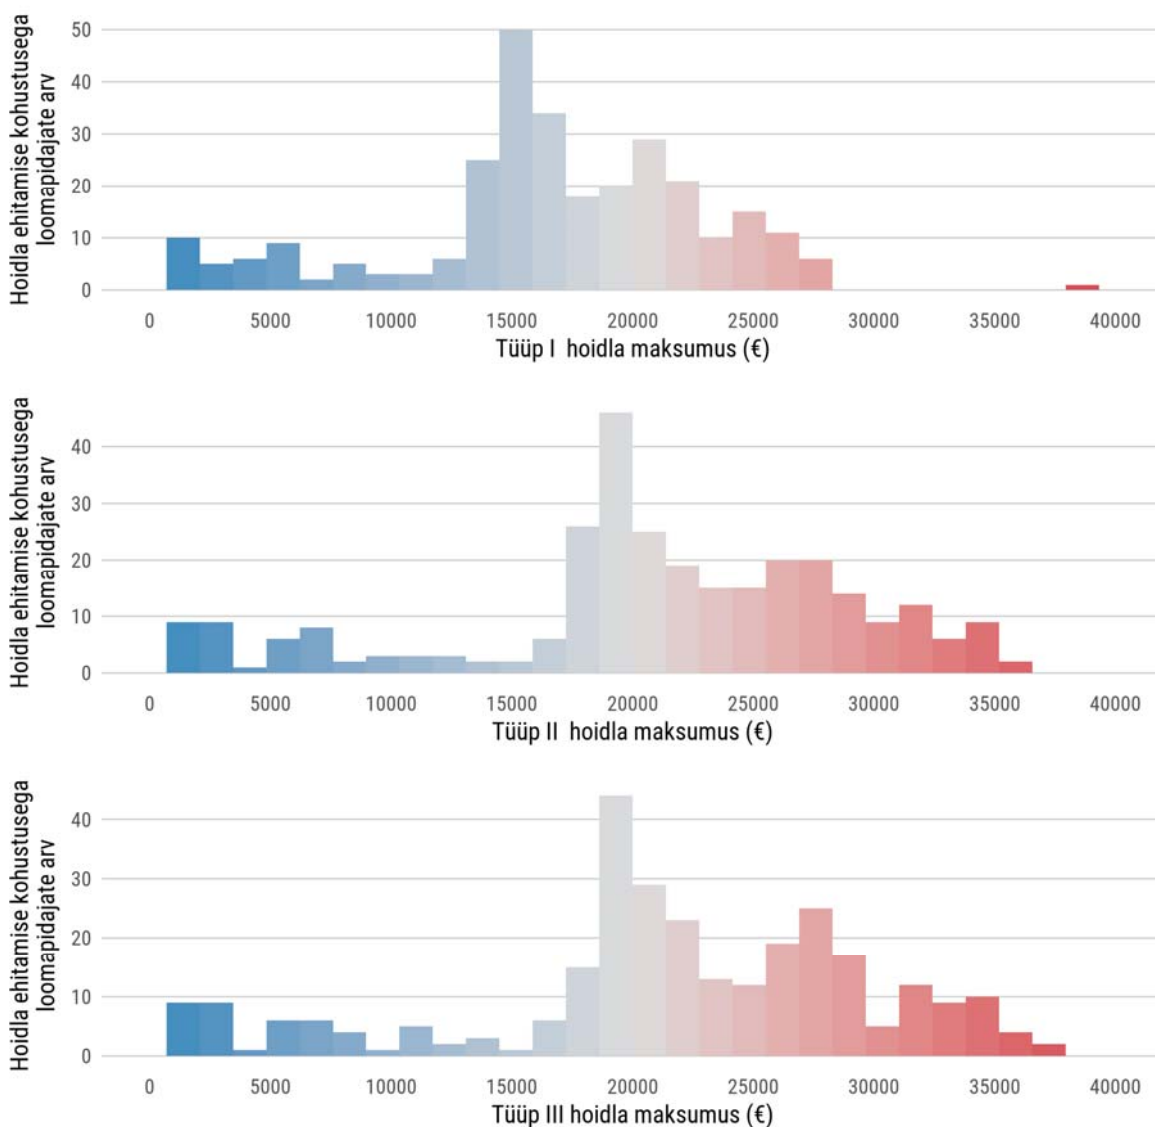 Hoidla ehitamise kohustusega
loomapidajate arv
50
40
30
20
10
0
0 5000 10000 15000 20000 25000 30000 35000 40000
Tüüp I hoidla maksumus (€)
Hoidla ehitamise kohustusega
loomapidajate arv
40
30
20
10
0
0 5000 10000 15000 20000 25000 30000 35000 40000
Tüüp II hoidla maksumus (€)
Hoidla ehitamise kohustusega
loomapidajate arv
40
30
20
10
0
0 5000 10000 15000 20000 25000 30000 35000 40000
Tüüp III hoidla maksumus (€)